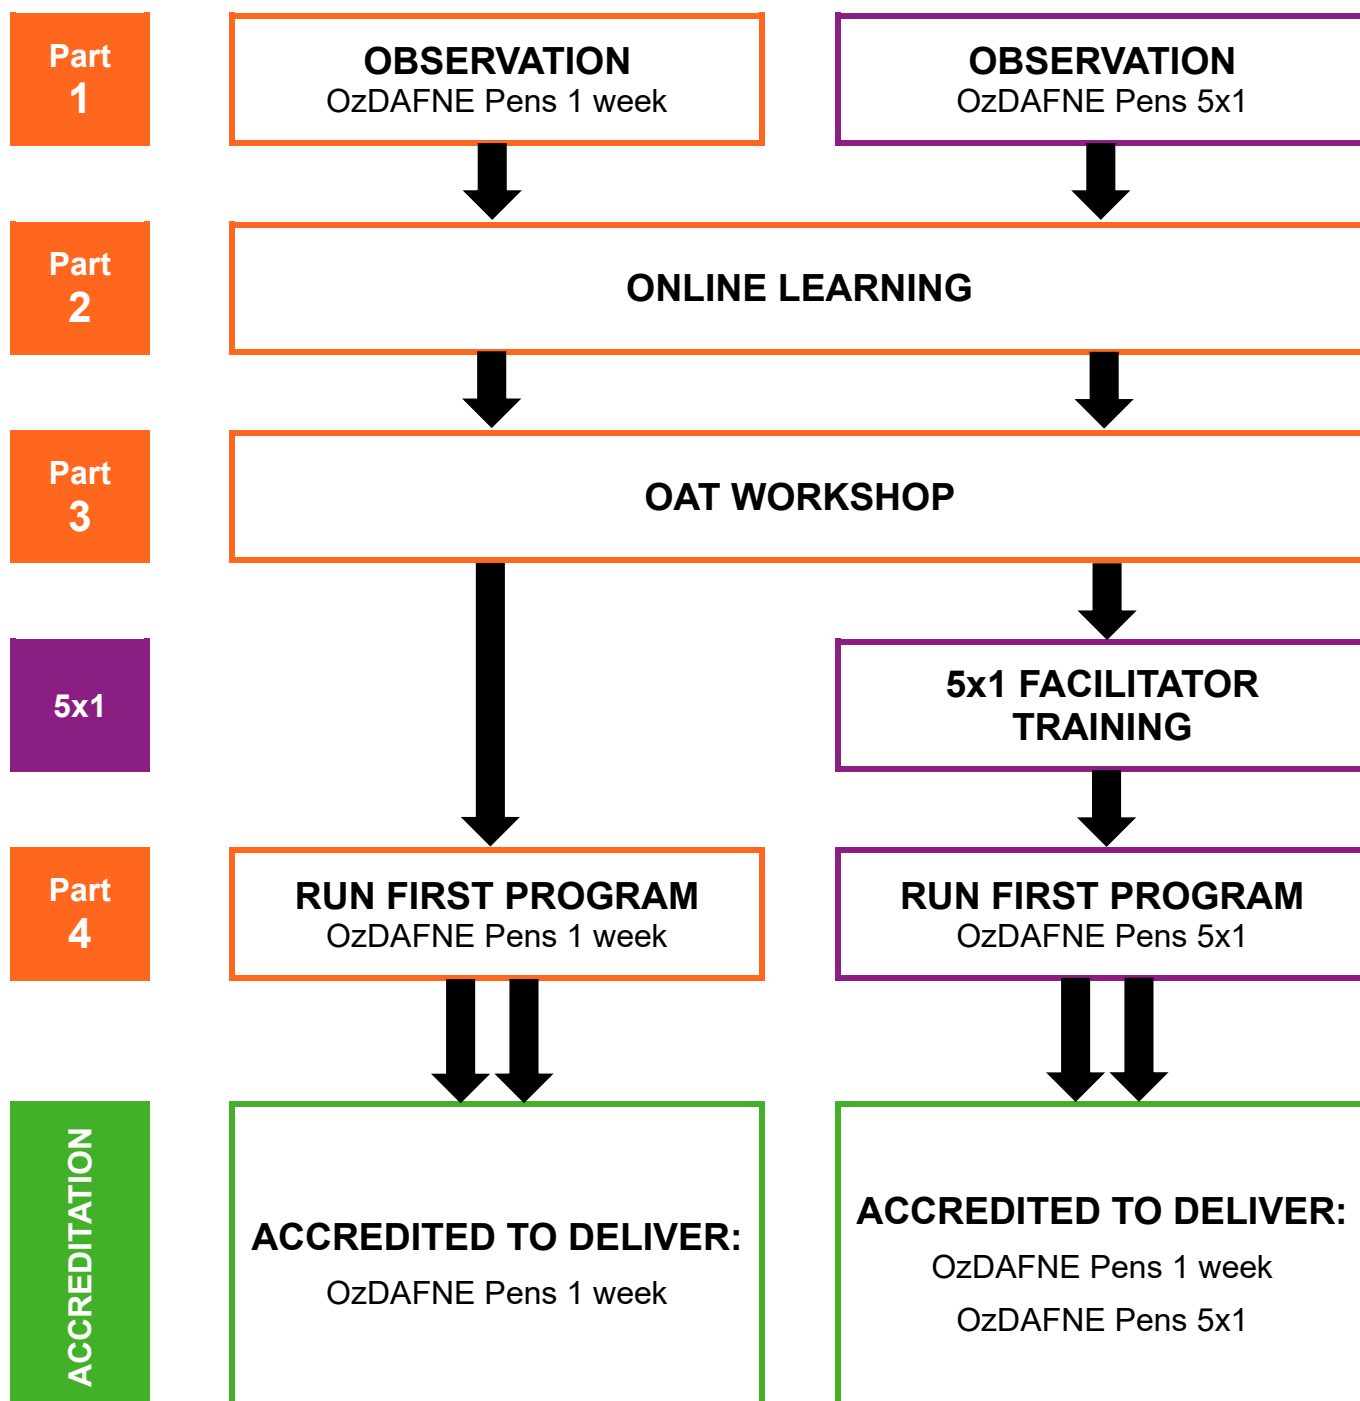 Part
1
OBSERVATION
OzDAFNE Pens 1 week
OBSERVATION
OzDAFNE Pens 5x1
Part
2
ONLINE LEARNING
Part
3
OAT WORKSHOP
5x1
5x1 FACILITATOR
TRAINING
Part
4
RUN FIRST PROGRAM
OzDAFNE Pens 1 week
RUN FIRST PROGRAM
OzDAFNE Pens 5x1
ACCREDITATION
ACCREDITED TO DELIVER:
OzDAFNE Pens 1 week
ACCREDITED TO DELIVER:
OzDAFNE Pens 1 week
OzDAFNE Pens 5x1